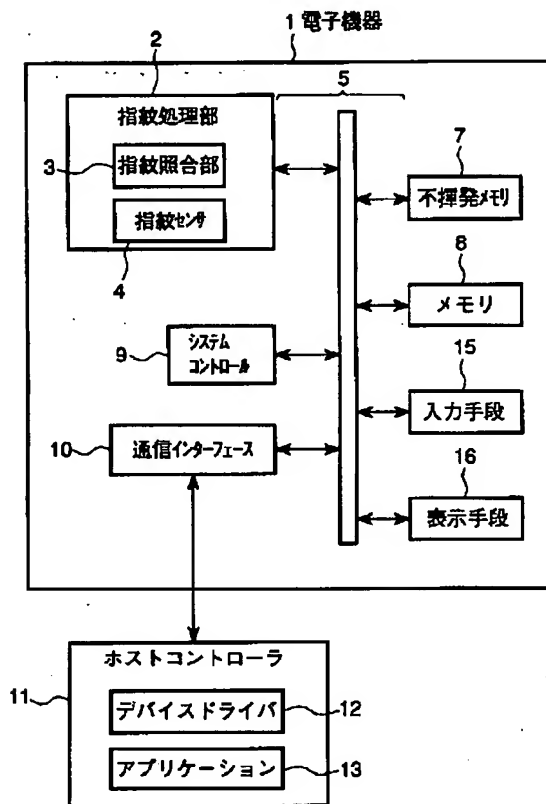 1 電子機器
2
5
指紋処理部
3 指紋照合部
指紋センサ
4
7
不揮発メモリ
8
メモリ
9 システム
コントロール
15
入力手段
10 通信インターフェース
16
表示手段
ホストコントローラ
11
デバイスドライバ 12
アプリケーション 13